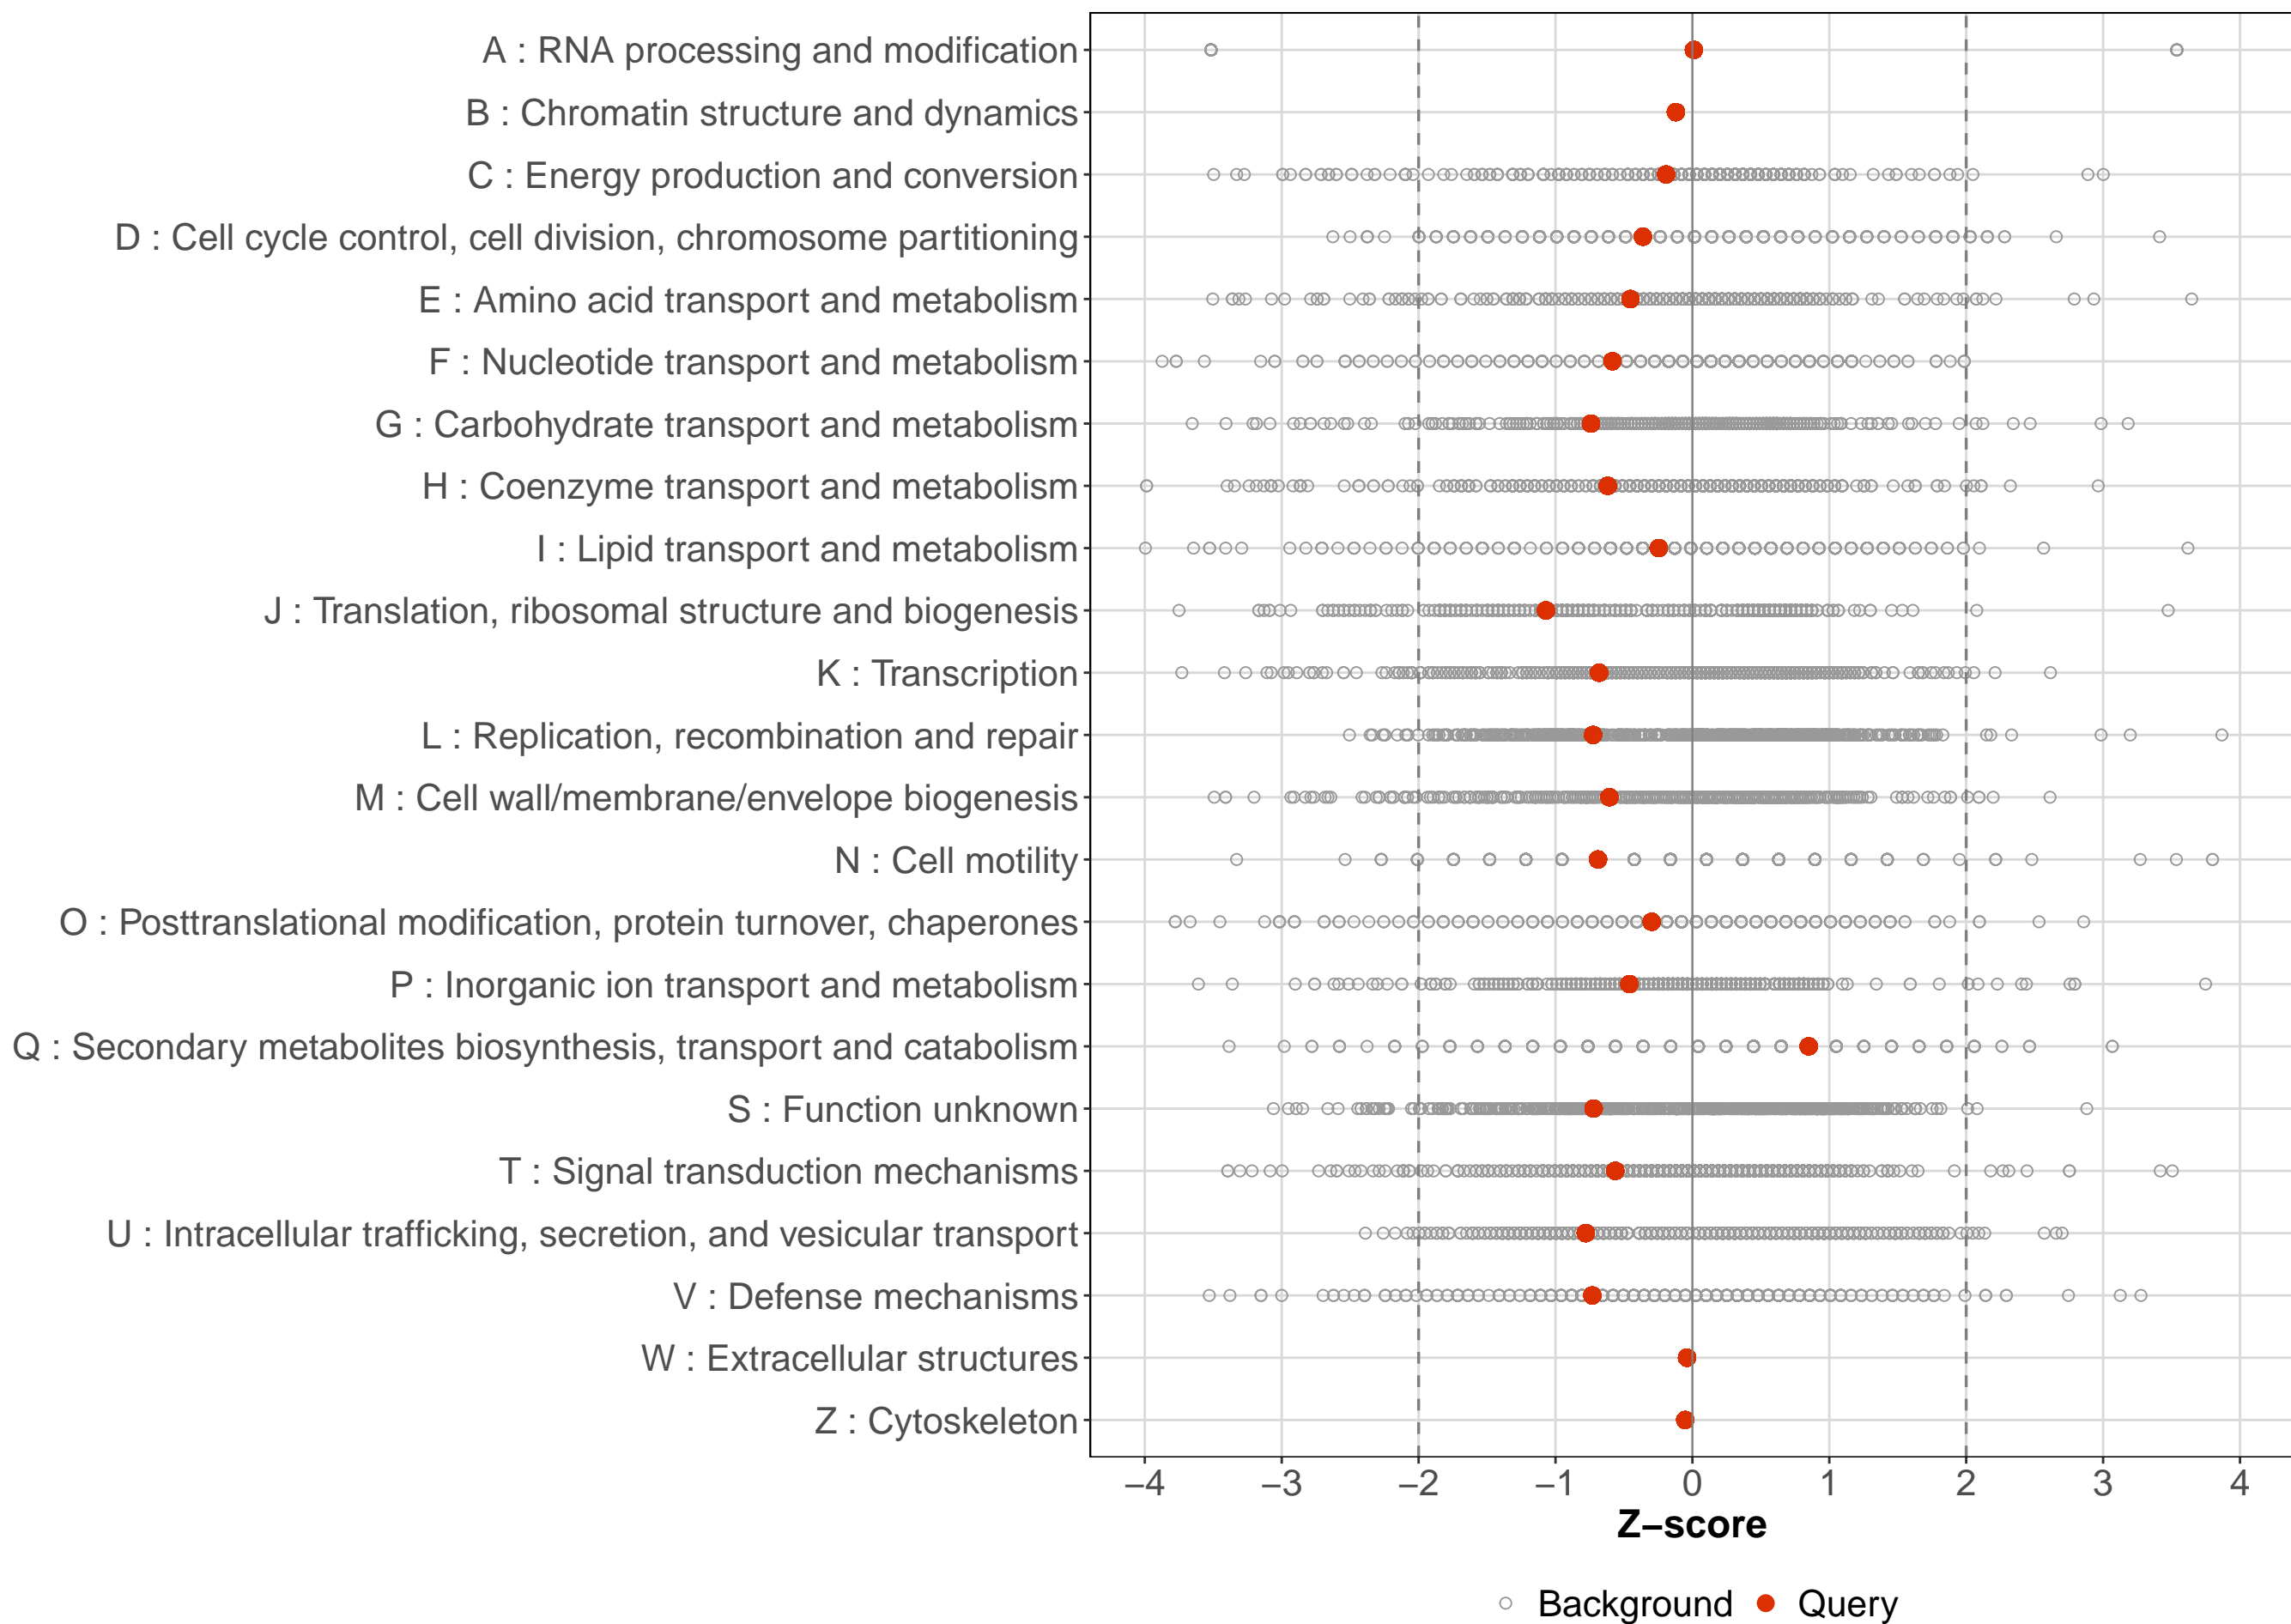 A : RNA processing and modification
B : Chromatin structure and dynamics
C : Energy production and conversion
D : Cell cycle control, cell division, chromosome partitioning
E : Amino acid transport and metabolism
F : Nucleotide transport and metabolism
G : Carbohydrate transport and metabolism
H : Coenzyme transport and metabolism
I : Lipid transport and metabolism
J : Translation, ribosomal structure and biogenesis
K : Transcription
L : Replication, recombination and repair
M : Cell wall/membrane/envelope biogenesis
N : Cell motility
O : Posttranslational modification, protein turnover, chaperones
P : Inorganic ion transport and metabolism
Q : Secondary metabolites biosynthesis, transport and catabolism
S : Function unknown
T : Signal transduction mechanisms
U : Intracellular trafficking, secretion, and vesicular transport
V : Defense mechanisms
W : Extracellular structures
Z : Cytoskeleton
−4 −3 −2 −1 0 1 2 3 4
Z−score
Background Query